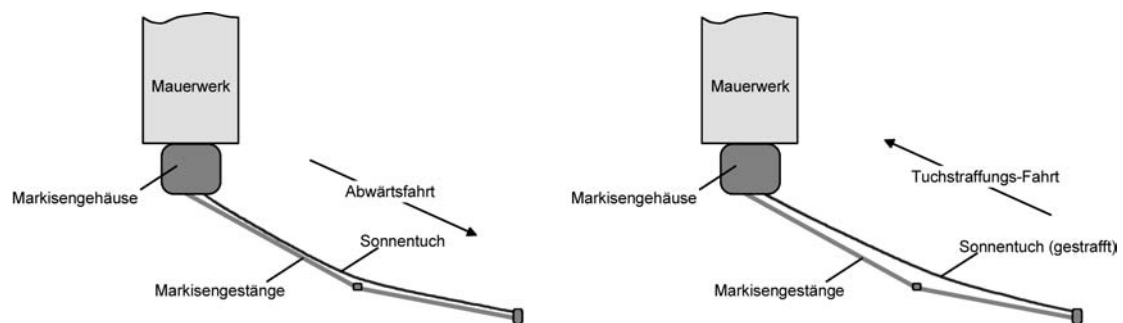 Mauerwerk
Markisengehäuse
Abwärtsfahrt
Sonnentuch
Markisengestänge
Mauerwerk
Markisengehäuse
Tuchstraffungs-Fahrt
Sonnentuch (gestrafft)
Markisengestänge